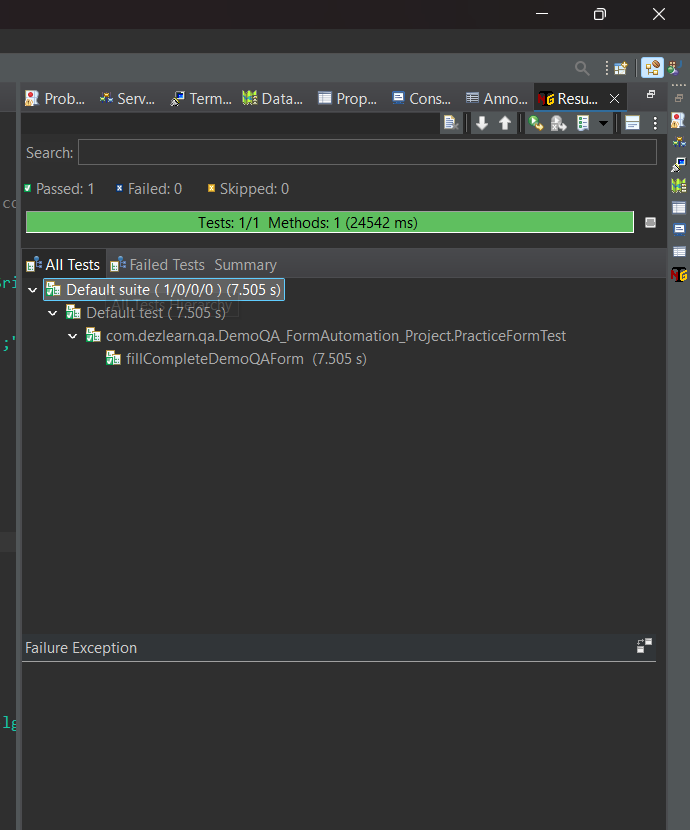 Prob... Serv... Term... Data... Prop... Cons... Anno... Resu...
Search:
co
Passed: 1 Failed: 0 Skipped: 0
Tests: 1/1 Methods: 1 (24542 ms)
All Tests Failed Tests Summary
Default suite ( 1/0/0/0 ) (7.505 s)
All Tests Hierarchy
Default test ( 7.505 s)
;"
com.dezlearn.qa.DemoQA_FormAutomation_Project.PracticeFormTest
fillCompleteDemoQAForm (7.505 s)
Failure Exception